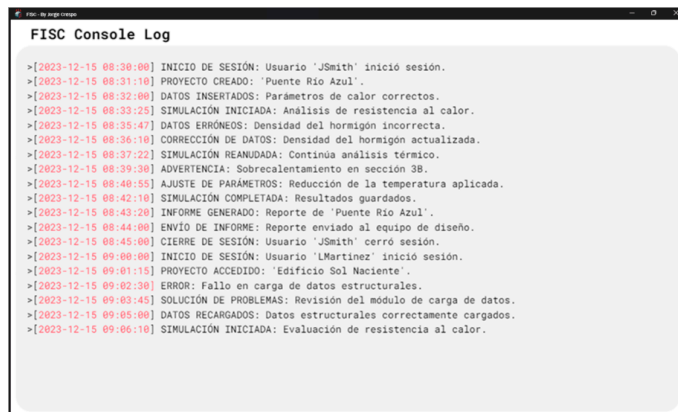 FISC - By Jorge Crespo
FISC Console Log
>[2023-12-15 08:30:00] INICIO DE SESIÓN: Usuario 'JSmith' inició sesión.
>[2023-12-15 08:31:10] PROYECTO CREADO: 'Puente Río Azul'.
>[2023-12-15 08:32:00] DATOS INSERTADOS: Parámetros de calor correctos.
>[2023-12-15 08:33:25] SIMULACIÓN INICIADA: Análisis de resistencia al calor.
>[2023-12-15 08:35:47] DATOS ERRÓNEOS: Densidad del hormigón incorrecta.
>[2023-12-15 08:36:10] CORRECCIÓN DE DATOS: Densidad del hormigón actualizada.
>[2023-12-15 08:37:22] SIMULACIÓN REANUDADA: Continúa análisis térmico.
>[2023-12-15 08:39:30] ADVERTENCIA: Sobrecalentamiento en sección 3B.
>[2023-12-15 08:40:55] AJUSTE DE PARÁMETROS: Reducción de la temperatura aplicada.
>[2023-12-15 08:42:10] SIMULACIÓN COMPLETADA: Resultados guardados.
>[2023-12-15 08:43:20] INFORME GENERADO: Reporte de 'Puente Río Azul'.
>[2023-12-15 08:44:00] ENVÍO DE INFORME: Reporte enviado al equipo de diseño.
>[2023-12-15 08:45:00] CIERRE DE SESIÓN: Usuario 'JSmith' cerró sesión.
>[2023-12-15 09:00:00] INICIO DE SESIÓN: Usuario 'LMartinez' inició sesión.
>[2023-12-15 09:01:15] PROYECTO ACCEDIDO: 'Edificio Sol Naciente'.
>[2023-12-15 09:02:30] ERROR: Fallo en carga de datos estructurales.
>[2023-12-15 09:03:45] SOLUCIÓN DE PROBLEMAS: Revisión del módulo de carga de datos.
>[2023-12-15 09:05:00] DATOS RECARGADOS: Datos estructurales correctamente cargados.
>[2023-12-15 09:06:10] SIMULACIÓN INICIADA: Evaluación de resistencia al calor.